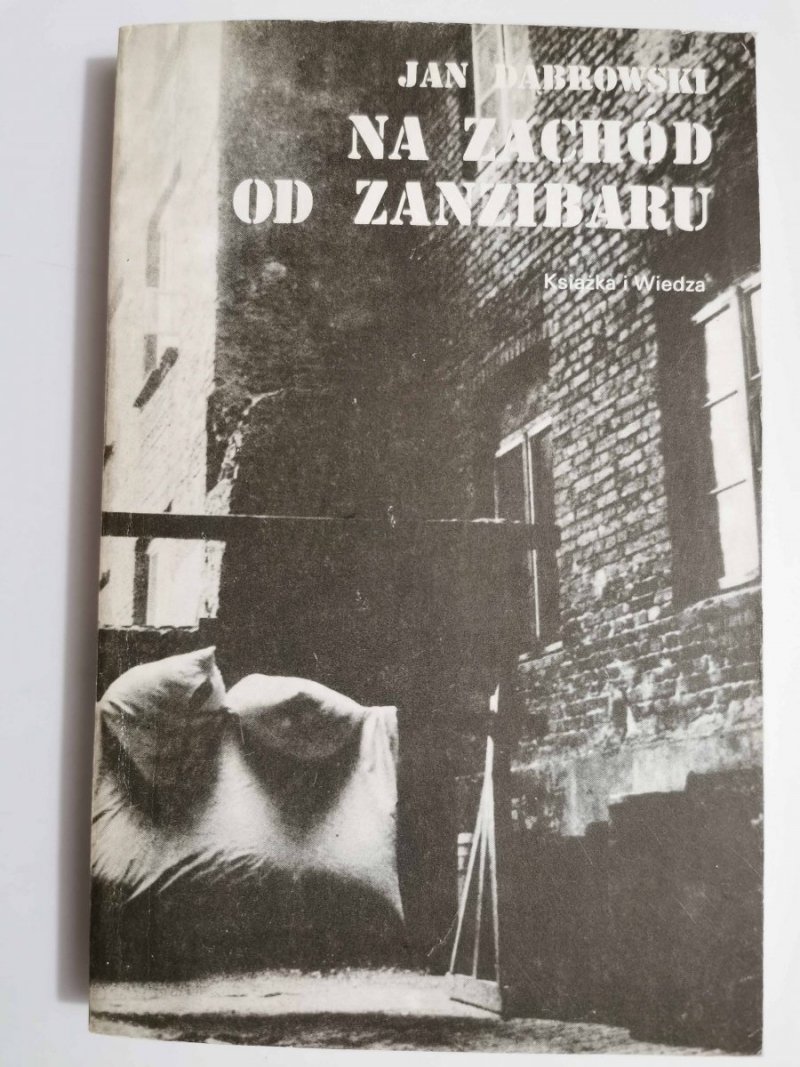 JAN DĄBROWSKI
NA ZACHÓD
OD ZANZIBARU
Książka i Wiedza